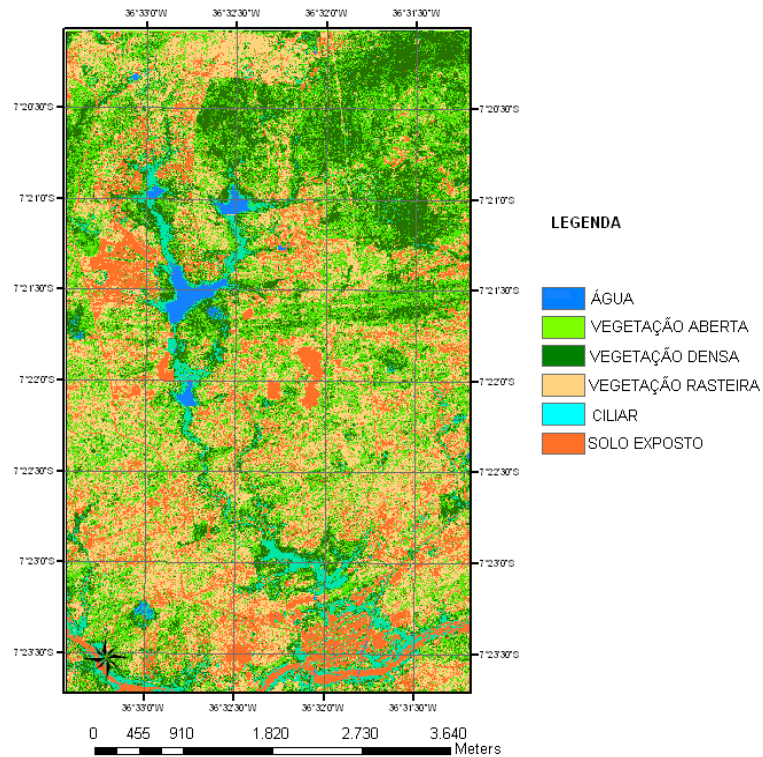 36°33'0"W 36°32'30"W 36°32'0"W 36°31'30"W
7°20'30"S 7°20'30"S
7°21'0"S 7°21'0"S
LEGENDA
7°21'30"S 7°21'30"S
ÁGUA
VEGETAÇÃO ABERTA
VEGETAÇÃO DENSA
7°22'0"S 7°22'0"S
VEGETAÇÃO RASTEIRA
CILIAR
SOLO EXPOSTO
7°22'30"S 7°22'30"S
7°23'0"S 7°23'0"S
7°23'30"S 7°23'30"S
36°33'0"W 36°32'30"W 36°32'0"W 36°31'30"W
0 455 910 1.820 2.730 3.640
Meters